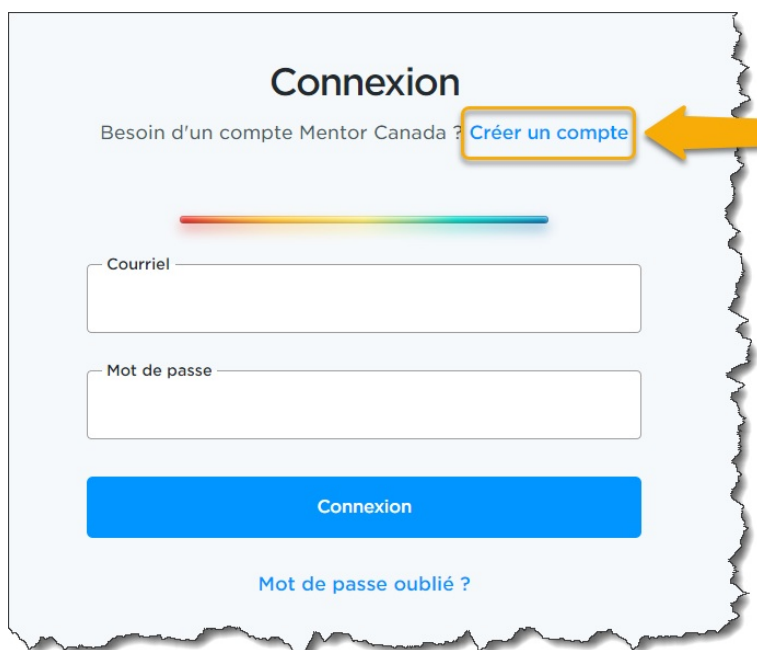 Connexion
Besoin d'un compte Mentor Canada ? Créer un compte
Courriel
Mot de passe
Connexion
Mot de passe oublié ?